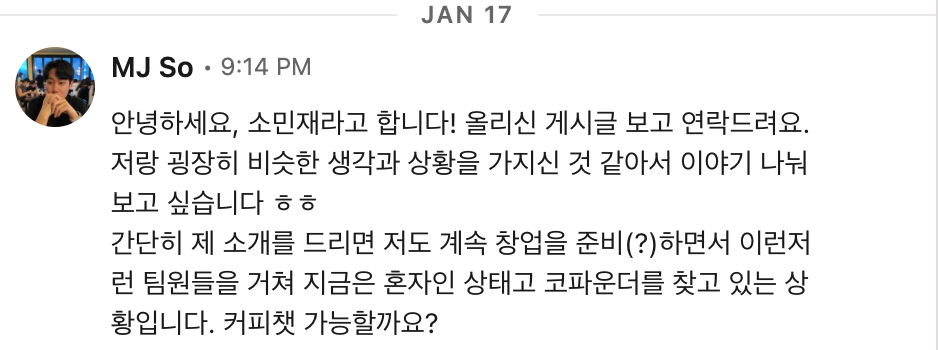 JAN 17
MJ So • 9:14 PM
안녕하세요, 소민재라고 합니다! 올리신 게시글 보고 연락드려요.
저랑 굉장히 비슷한 생각과 상황을 가지신 것 같아서 이야기 나눠
보고 싶습니다 ㅎㅎ
간단히 제 소개를 드리면 저도 계속 창업을 준비(?)하면서 이런저
런 팀원들을 거쳐 지금은 혼자인 상태고 코파운더를 찾고 있는 상
황입니다. 커피챗 가능할까요?